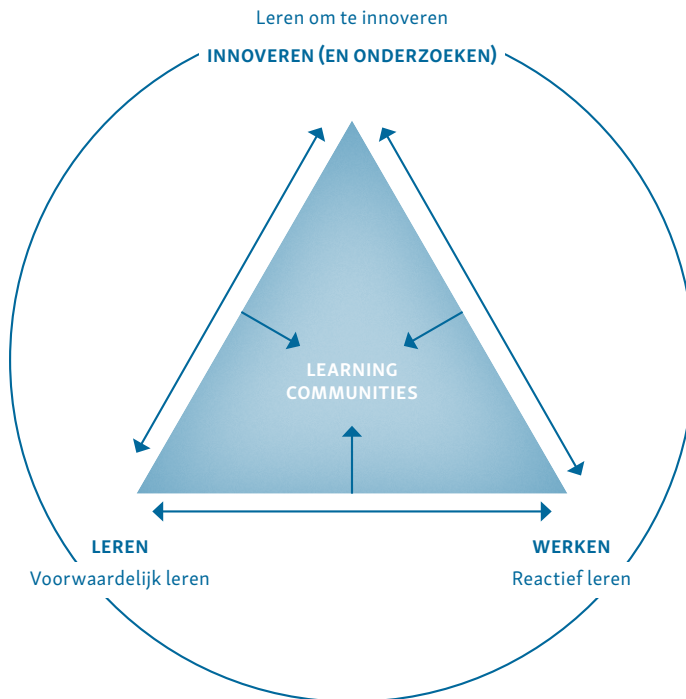 Leren om te innoveren
INNOVEREN (EN ONDERZOEKEN)
LEARNING
COMMUNITIES
LEREN
Voorwaardelijk leren
WERKEN
Reactief leren